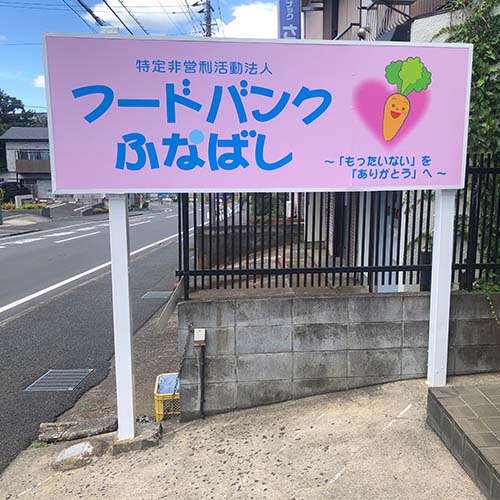 特定非営利活動法人
フードバンク
ふなばし
～「もったいない」を
「ありがとう」へ～